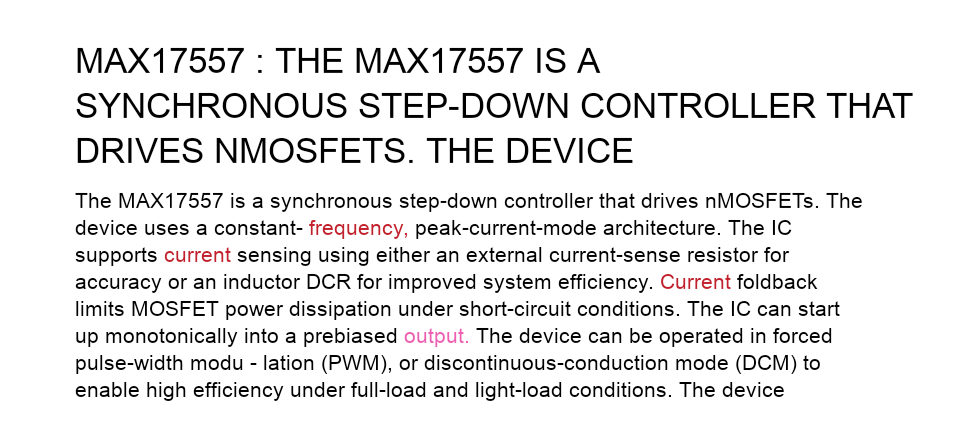 MAX17557 : THE MAX17557 IS A
SYNCHRONOUS STEP-DOWN CONTROLLER THAT
DRIVES NMOSFETS. THE DEVICE
The MAX17557 is a synchronous step-down controller that drives nMOSFETs. The
device uses a constant- frequency, peak-current-mode architecture. The IC
supports current sensing using either an external current-sense resistor for
accuracy or an inductor DCR for improved system efficiency. Current foldback
limits MOSFET power dissipation under short-circuit conditions. The IC can start
up monotonically into a prebiased output. The device can be operated in forced
pulse-width modu - lation (PWM), or discontinuous-conduction mode (DCM) to
enable high efficiency under full-load and light-load conditions. The device